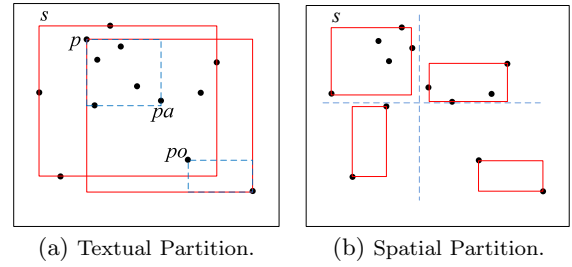 s
p
pa
po
(a) Textual Partition.
s
(b) Spatial Partition.